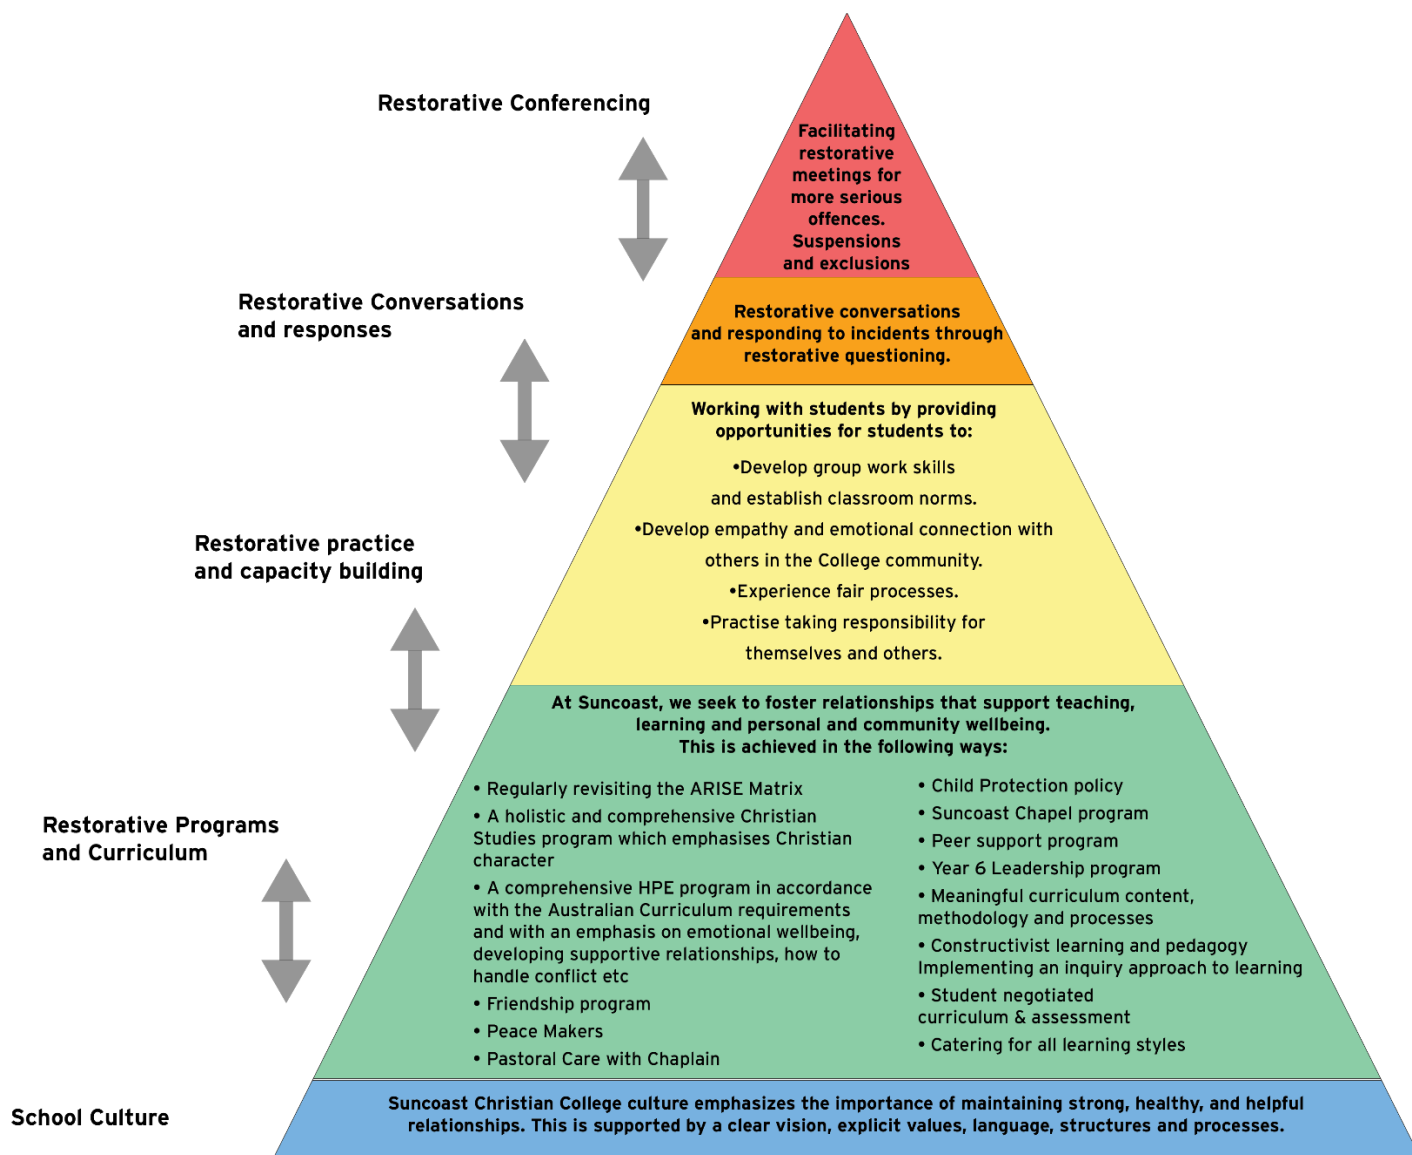 Restorative Conferencing
Facilitating
restorative
meetings for
more serious
offences.
Suspensions
and exclusions
Restorative Conversations
and responses
Restorative conversations
and responding to incidents through
restorative questioning.
Restorative practice
and capacity building
Working with students by providing
opportunities for students to:
•Develop group work skills
and establish classroom norms.
•Develop empathy and emotional connection with
others in the College community.
•Experience fair processes.
•Practise taking responsibility for
themselves and others.
Restorative Programs
and Curriculum
At Suncoast, we seek to foster relationships that support teaching,
learning and personal and community wellbeing.
This is achieved in the following ways:
• Regularly revisiting the ARISE Matrix
• A holistic and comprehensive Christian
Studies program which emphasises Christian
character
• A comprehensive HPE program in accordance
with the Australian Curriculum requirements
and with an emphasis on emotional wellbeing,
developing supportive relationships, how to
handle conflict etc
• Friendship program
• Peace Makers
• Pastoral Care with Chaplain
• Child Protection policy
• Suncoast Chapel program
• Peer support program
• Year 6 Leadership program
• Meaningful curriculum content,
methodology and processes
• Constructivist learning and pedagogy
Implementing an inquiry approach to learning
• Student negotiated
curriculum & assessment
• Catering for all learning styles
School Culture
Suncoast Christian College culture emphasizes the importance of maintaining strong, healthy, and helpful
relationships. This is supported by a clear vision, explicit values, language, structures and processes.